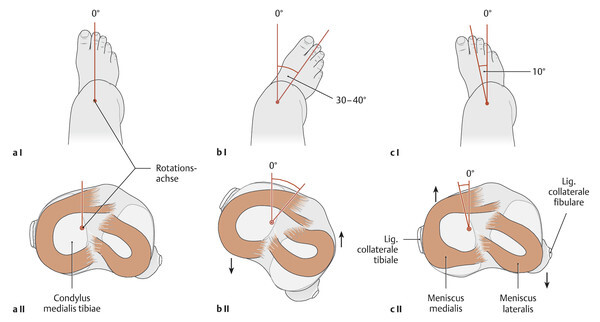 0°
0°
0°
30–40°
10°
a I
b I
c I
Rotations-
achse
0°
0°
Lig.
collaterale
fibulare
Lig.
collaterale
tibiale
Condylus
medialis tibiae
Meniscus
medialis
Meniscus
lateralis
a II
b II
c II